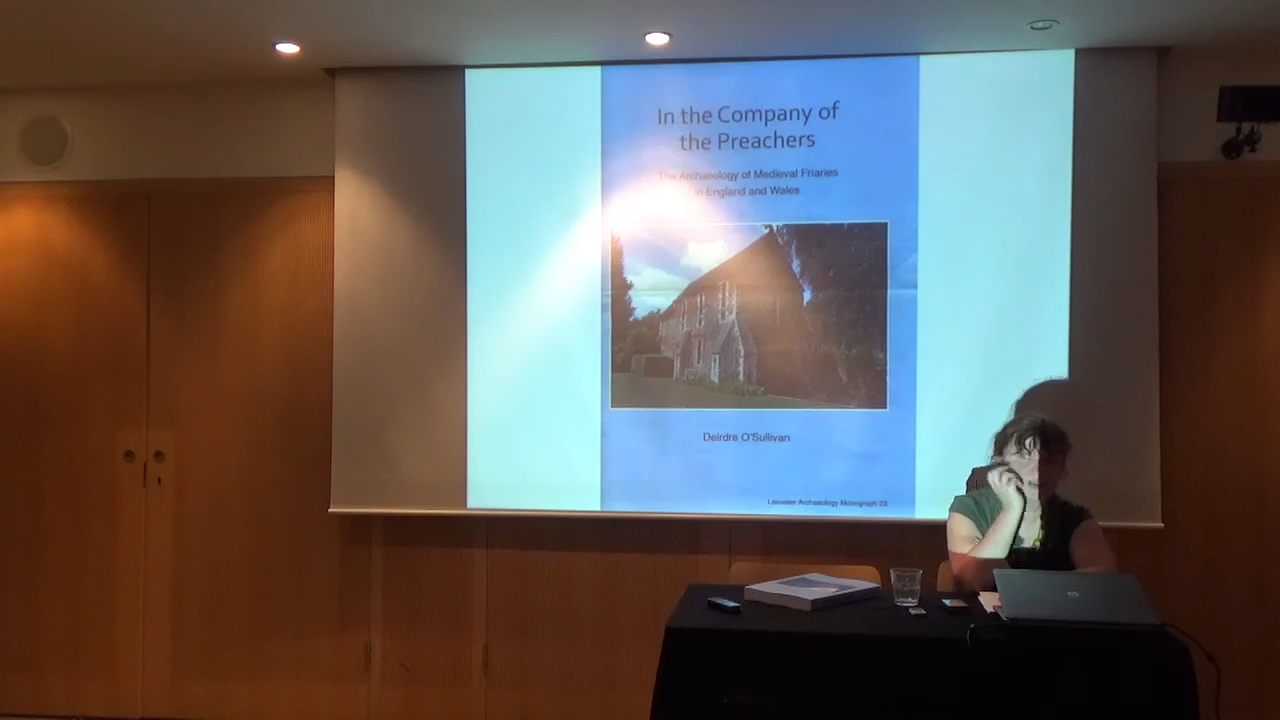 In the Company of
the Preachers
The Archaeology of Medieval Friaries
in England and Wales
Deirdre O'Sullivan
Leicester Archaeology Monograph 23